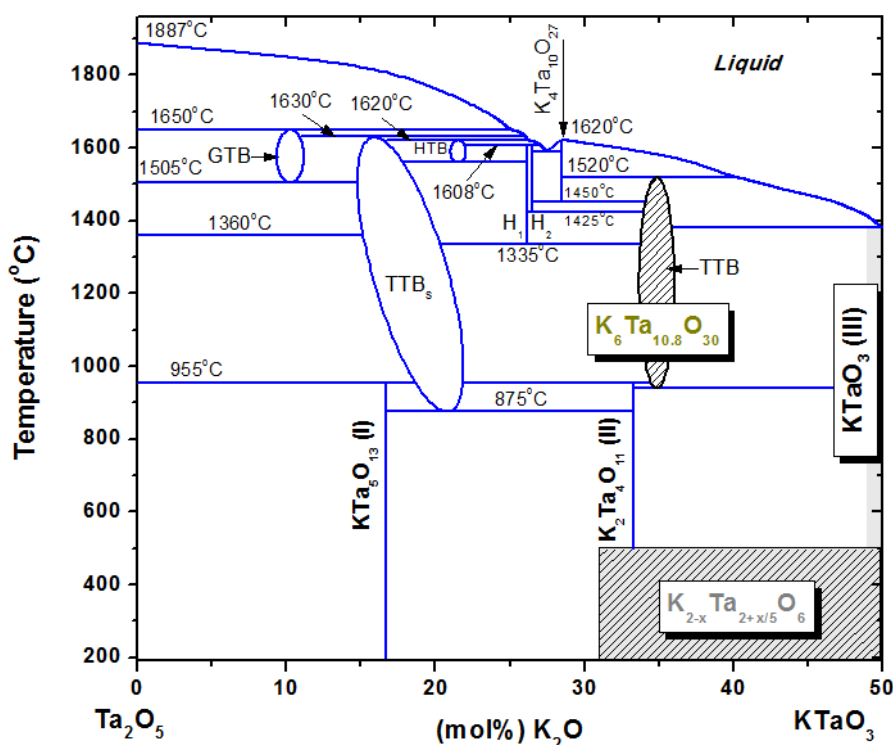 1887°C
Liquid
K₄Ta₁₀O₂₇
1800
1650°C
1630°C
1620°C
1620°C
1600
GTB
HTB
1520°C
1505°C
1608°C
1450°C
1400
1360°C
H₁
H₂
1425°C
1335°C
TTBₛ
TTB
1200
K₆Ta₁₀.₈O₃₀
KTaO₃ (III)
1000
955°C
875°C
800
KTa₅O₁₃ (I)
K₂Ta₄O₁₁ (III)
600
400
K₂₋ₓTa₂₊ₓ/₅O₆
200
Temperature (°C)
0 10 20 30 40 50
Ta₂O₅ (mol%) K₂O KTaO₃